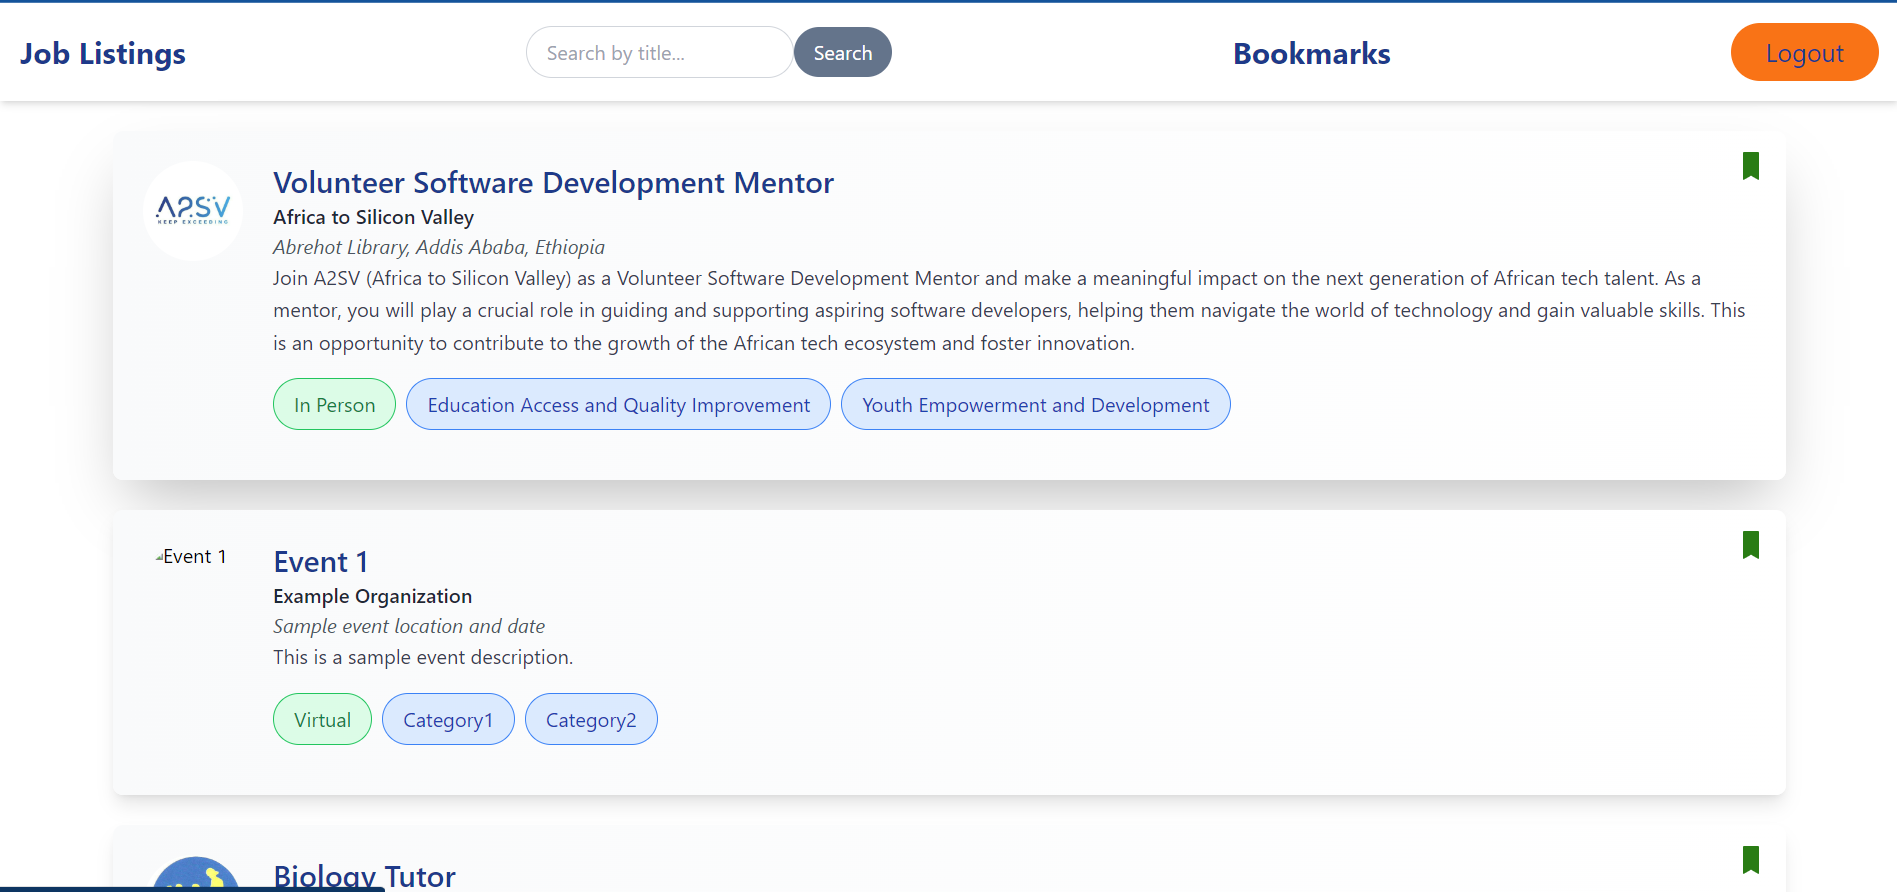 Job Listings
Search by title...
Search
Bookmarks
Logout
A2SV
KEEP EXCEEDING
Volunteer Software Development Mentor
Africa to Silicon Valley
Abrehot Library, Addis Ababa, Ethiopia
Join A2SV (Africa to Silicon Valley) as a Volunteer Software Development Mentor and make a meaningful impact on the next generation of African tech talent. As a
mentor, you will play a crucial role in guiding and supporting aspiring software developers, helping them navigate the world of technology and gain valuable skills. This
is an opportunity to contribute to the growth of the African tech ecosystem and foster innovation.
In Person
Education Access and Quality Improvement
Youth Empowerment and Development
Event 1
Event 1
Example Organization
Sample event location and date
This is a sample event description.
Virtual
Category1
Category2
Biology Tutor